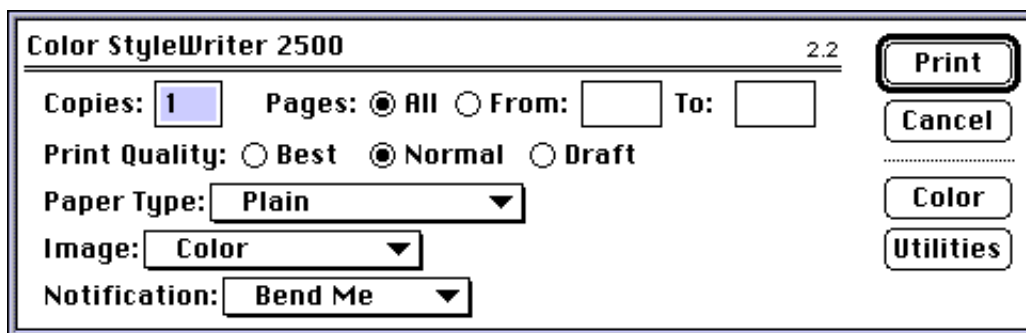 Color StyleWriter 2500 2.2
Print
Copies: 1 Pages: All From: To:
Cancel
Print Quality: Best Normal Draft
Paper Type: Plain
Color
Image: Color
Utilities
Notification: Bend Me